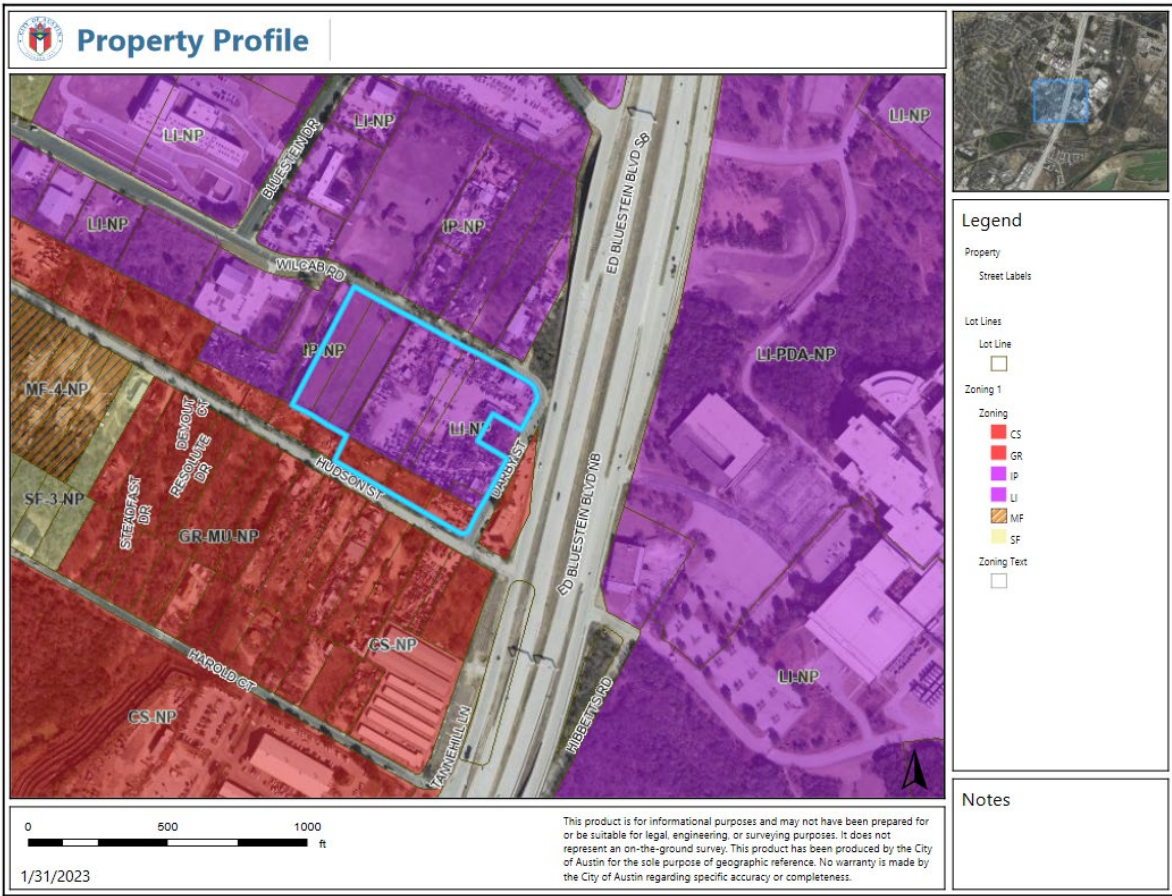 Property Profile
LI-NP
LI-NP
LI-NP
BLUESTEIN DR
ED BLUESTEIN BLVD SB
LI-NP
IP-NP
WILCAB RD
IP-NP
LI-PDA-NP
MF-4-NP
DEVOUT CT
RESOLUTE DR
LI-NP
DARBY ST
HUDSON ST
SF-3-NP
STEADFAST DR
GR-MU-NP
ED BLUESTEIN BLVD NB
CS-NP
HAROLD CT
LI-NP
CS-NP
TANNEHILL LN
HIBBETTS RD
Legend
Property
Street Labels
Lot Lines
Lot Line
Zoning 1
Zoning
CS
GR
IP
LI
MF
SF
Zoning Text
Notes
0 500 1000
ft
1/31/2023
This product is for informational purposes and may not have been prepared for
or be suitable for legal, engineering, or surveying purposes. It does not
represent an on-the-ground survey. This product has been produced by the City
of Austin for the sole purpose of geographic reference. No warranty is made by
the City of Austin regarding specific accuracy or completeness.